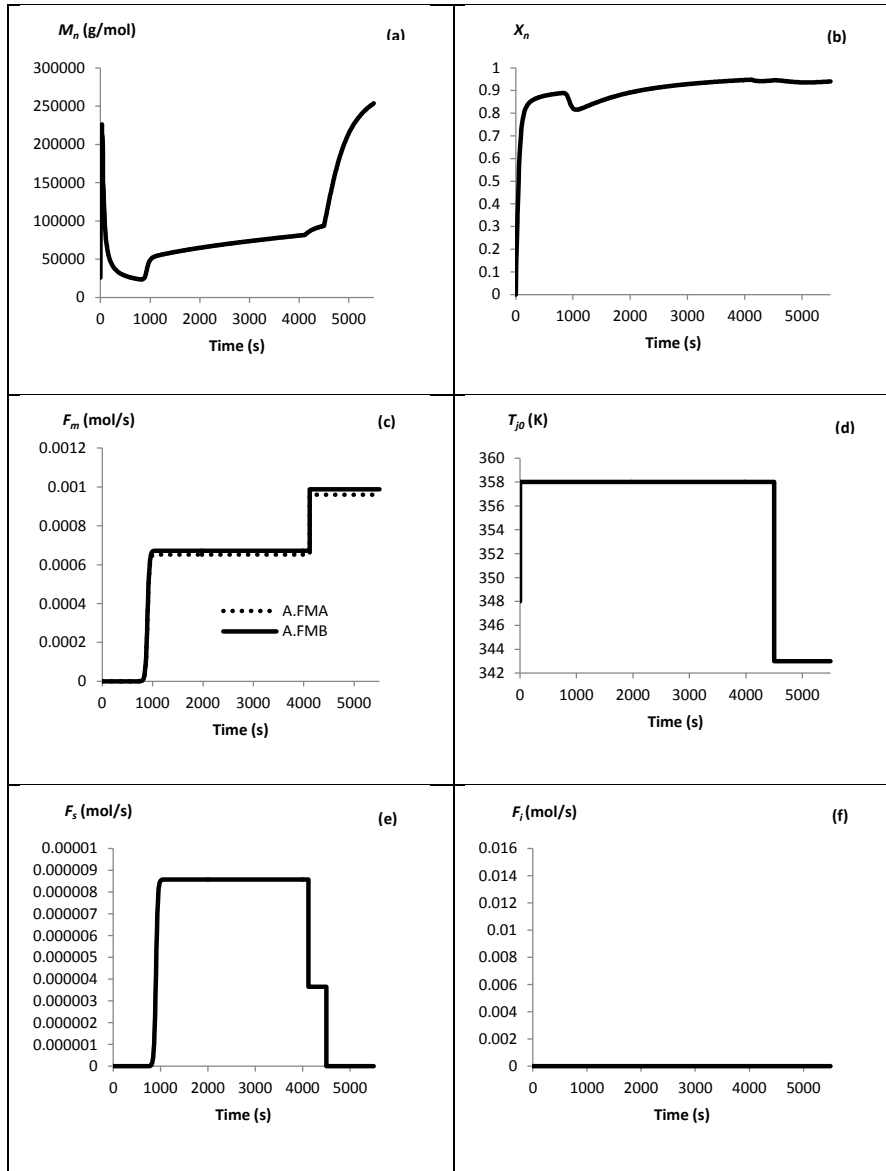 Mn (g/mol)
(a)
300000
250000
200000
150000
100000
50000
0
0 1000 2000 3000 4000 5000
Time (s)
Xn
(b)
1
0.9
0.8
0.7
0.6
0.5
0.4
0.3
0.2
0.1
0
0 1000 2000 3000 4000 5000
Time (s)
Fm (mol/s)
(c)
0.0012
0.001
0.0008
0.0006
0.0004
0.0002
0
A.FMA
A.FMB
0 1000 2000 3000 4000 5000
Time (s)
Tj0 (K)
(d)
360
358
356
354
352
350
348
346
344
342
0 1000 2000 3000 4000 5000
Time (s)
Fs (mol/s)
(e)
0.00001
0.000009
0.000008
0.000007
0.000006
0.000005
0.000004
0.000003
0.000002
0.000001
0
0 1000 2000 3000 4000 5000
Time (s)
Fi (mol/s)
(f)
0.016
0.014
0.012
0.01
0.008
0.006
0.004
0.002
0
0 1000 2000 3000 4000 5000
Time (s)